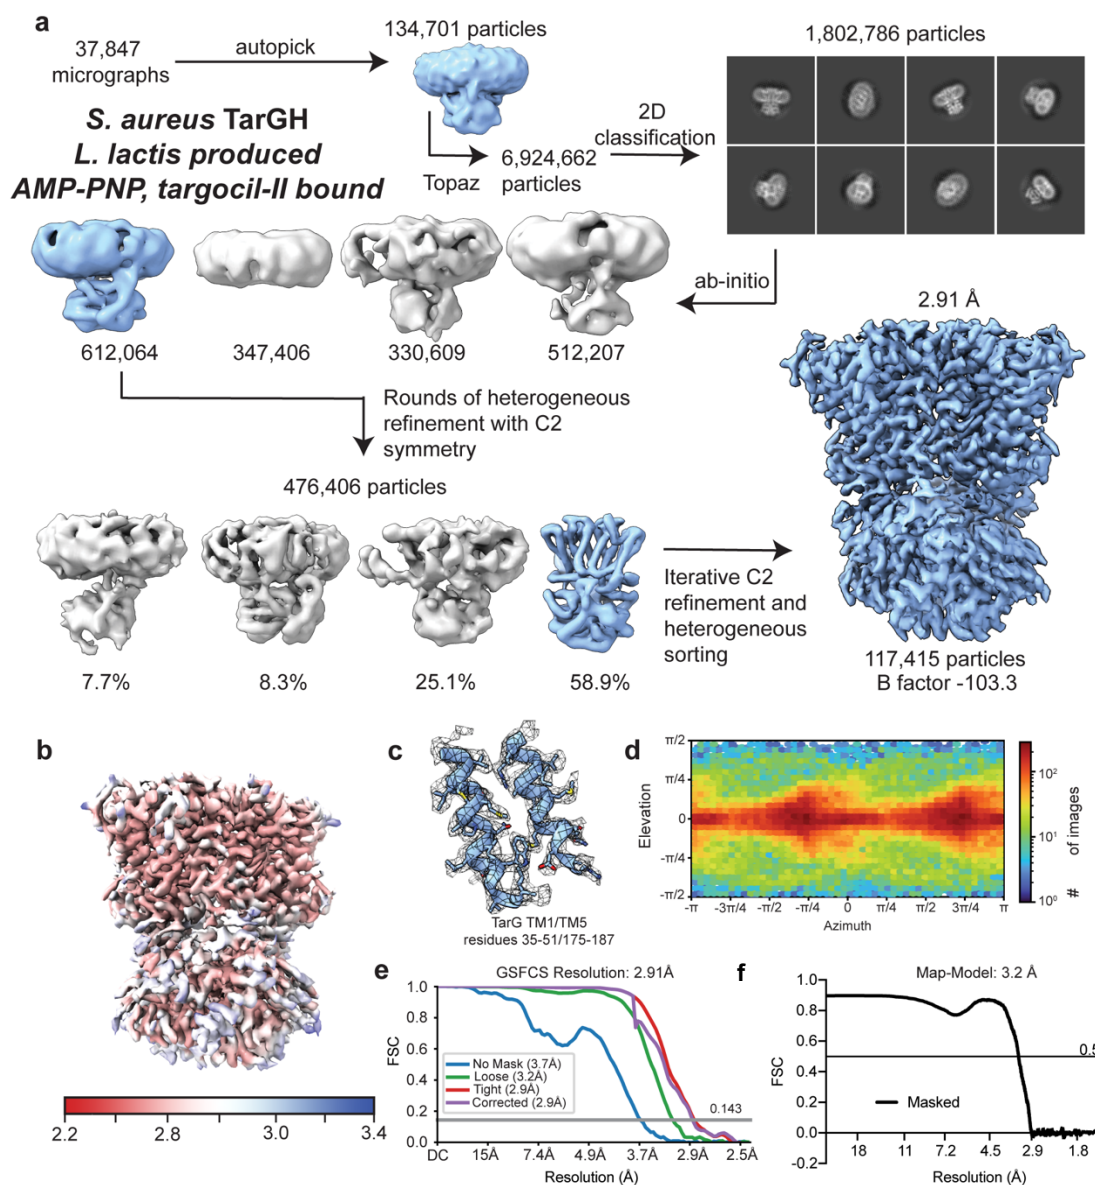 a
37,847
micrographs
autopick
134,701 particles
1,802,786 particles
S. aureus TarGH
L. lactis produced
AMP-PNP, targocil-II bound
Topaz
6,924,662
particles
2D
classification
ab-initio
612,064
347,406
330,609
512,207
2.91 Å
Rounds of heterogeneous
refinement with C2
symmetry
476,406 particles
7.7%
8.3%
25.1%
58.9%
Iterative C2
refinement and
heterogeneous
sorting
117,415 particles
B factor -103.3
b
2.2
2.8
3.0
3.4
c
TarG TM1/TM5
residues 35-51/175-187
d
Elevation
π/2
π/4
0
-π/4
-π/2
-π
-3π/4
-π/2
-π/4
0
π/4
π/2
3π/4
π
Azimuth
10²
10¹
10⁰
# of images
e
GSFCS Resolution: 2.91Å
FSC
1.0
0.8
0.6
0.4
0.2
0.0
No Mask (3.7Å)
Loose (3.2Å)
Tight (2.9Å)
Corrected (2.9Å)
0.143
DC
15Å
7.4Å
4.9Å
3.7Å
2.9Å
2.5Å
Resolution (Å)
f
Map-Model: 3.2 Å
FSC
1.0
0.8
0.6
0.4
0.2
0.0
-0.2
0.5
Masked
18
11
7.2
4.5
2.9
1.8
Resolution (Å)